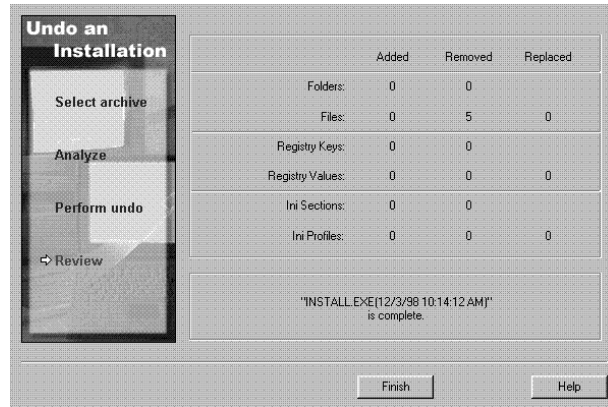 Undo an
Installation
Select archive
Analyze
Perform undo
Review
Added Removed Replaced
Folders: 0 0
Files: 0 5 0
Registry Keys: 0 0
Registry Values: 0 0 0
Ini Sections: 0 0
Ini Profiles: 0 0 0
"INSTALL.EXE(12/3/98 10:14:12 AM)"
is complete.
Finish Help